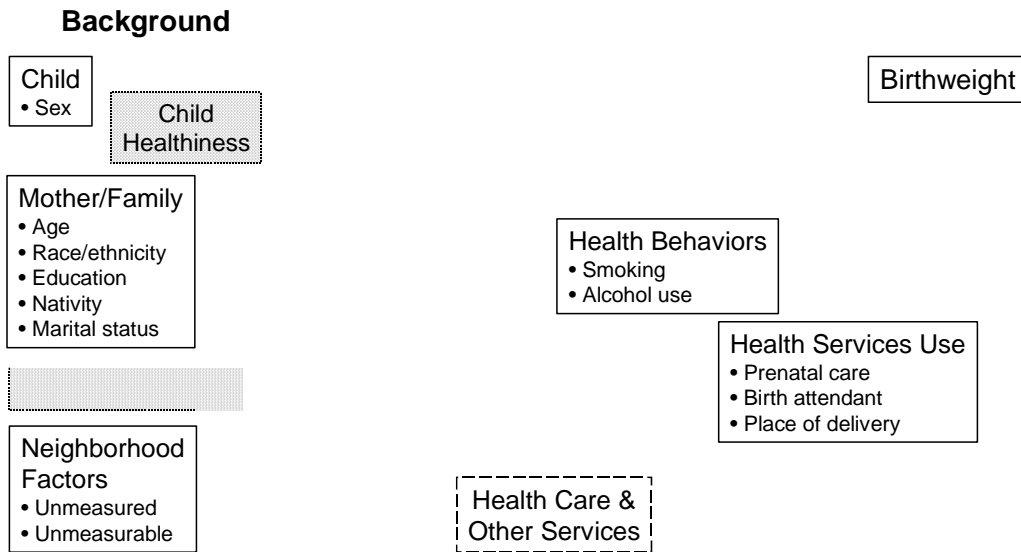 Background
Child
• Sex
Child
Healthiness
Birthweight
Mother/Family
• Age
• Race/ethnicity
• Education
• Nativity
• Marital status
Health Behaviors
• Smoking
• Alcohol use
Health Services Use
• Prenatal care
• Birth attendant
• Place of delivery
Neighborhood
Factors
• Unmeasured
• Unmeasurable
Health Care &
Other Services